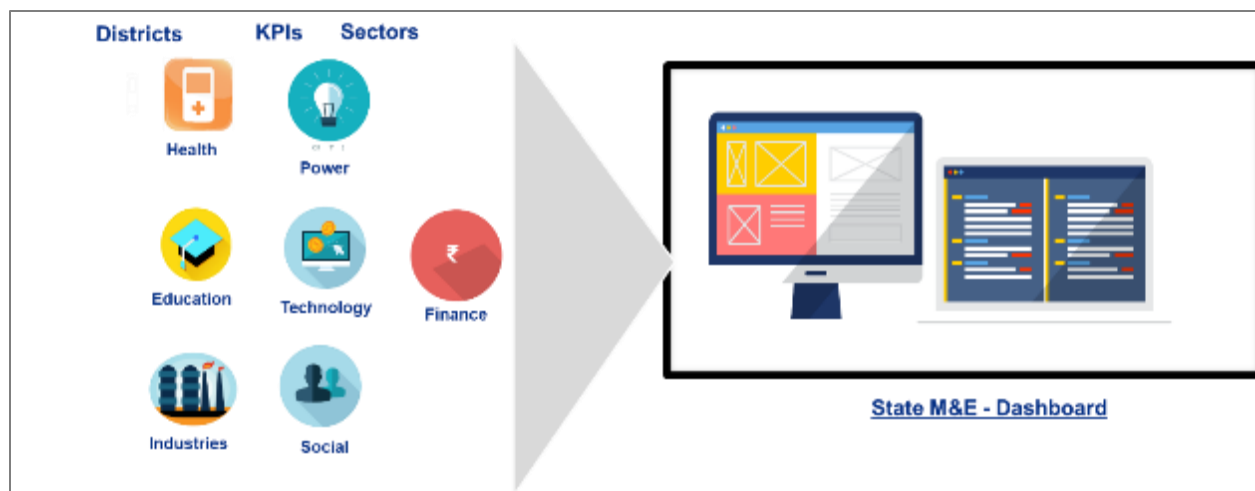 Districts KPIs Sectors
Health
Power
Education
Technology
₹
Finance
Industries
Social
State M&E - Dashboard